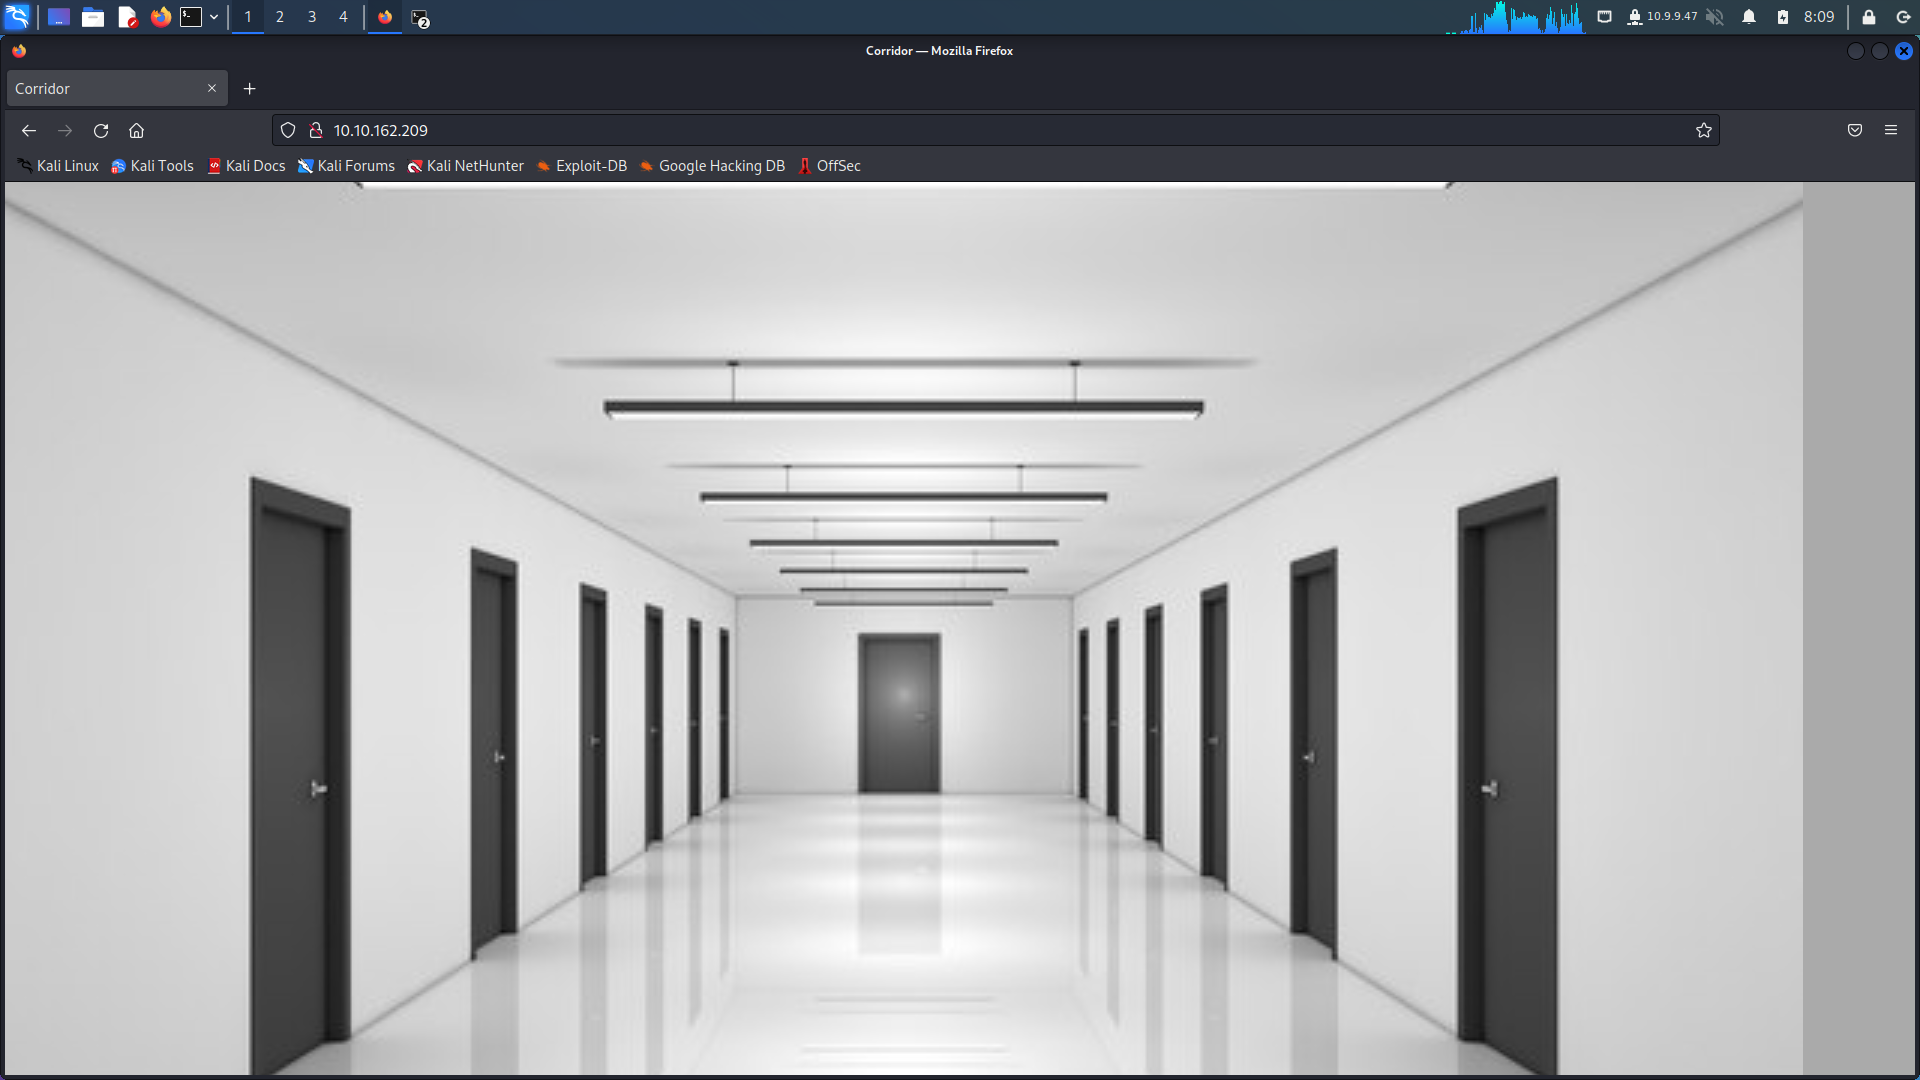 1 2 3 4 2 10.9.9.47 8:09
Corridor — Mozilla Firefox
Corridor
10.10.162.209
Kali Linux Kali Tools Kali Docs Kali Forums Kali NetHunter Exploit-DB Google Hacking DB OffSec